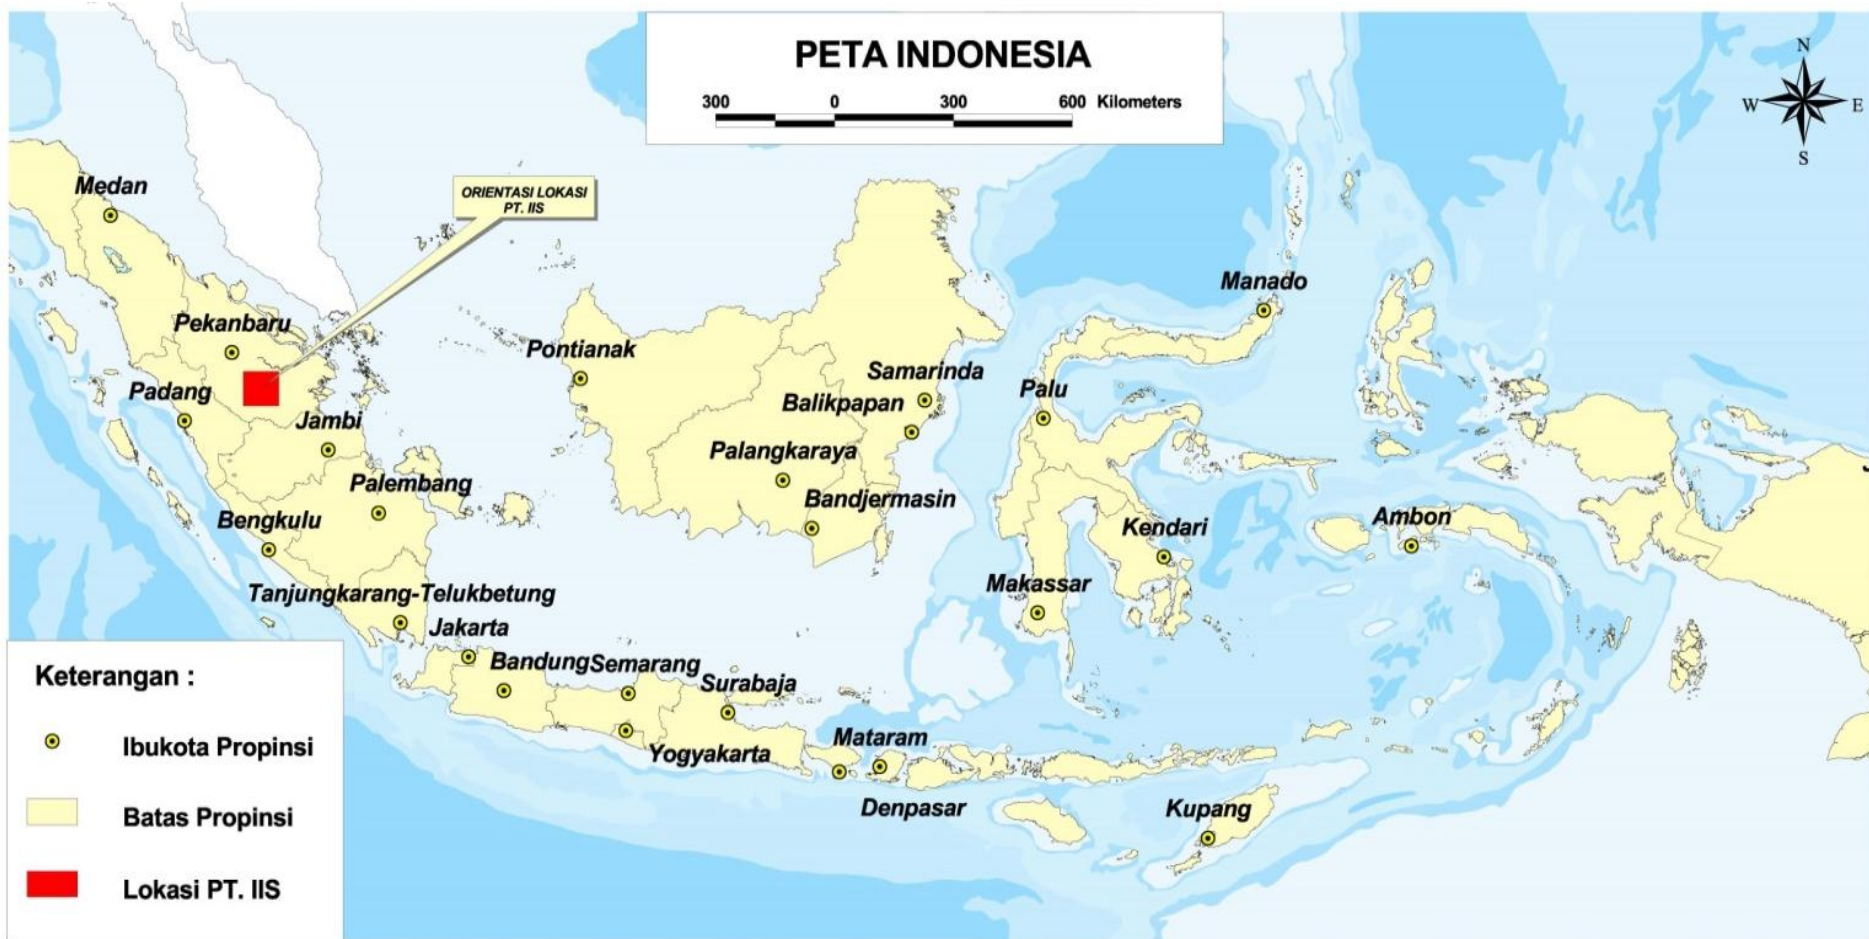 PETA INDONESIA
300 0 300 600 Kilometers
N
W E
S
ORIENTASI LOKASI
PT. IIS
Medan
Pekanbaru
Padang
Jambi
Palembang
Bengkulu
Tanjungkarang-Telukbetung
Jakarta
Bandung
Semarang
Surabaja
Yogyakarta
Mataram
Denpasar
Kupang
Pontianak
Samarinda
Balikpapan
Palangkaraya
Bandjermasin
Manado
Palu
Kendari
Makassar
Ambon
Keterangan :
Ibukota Propinsi
Batas Propinsi
Lokasi PT. IIS